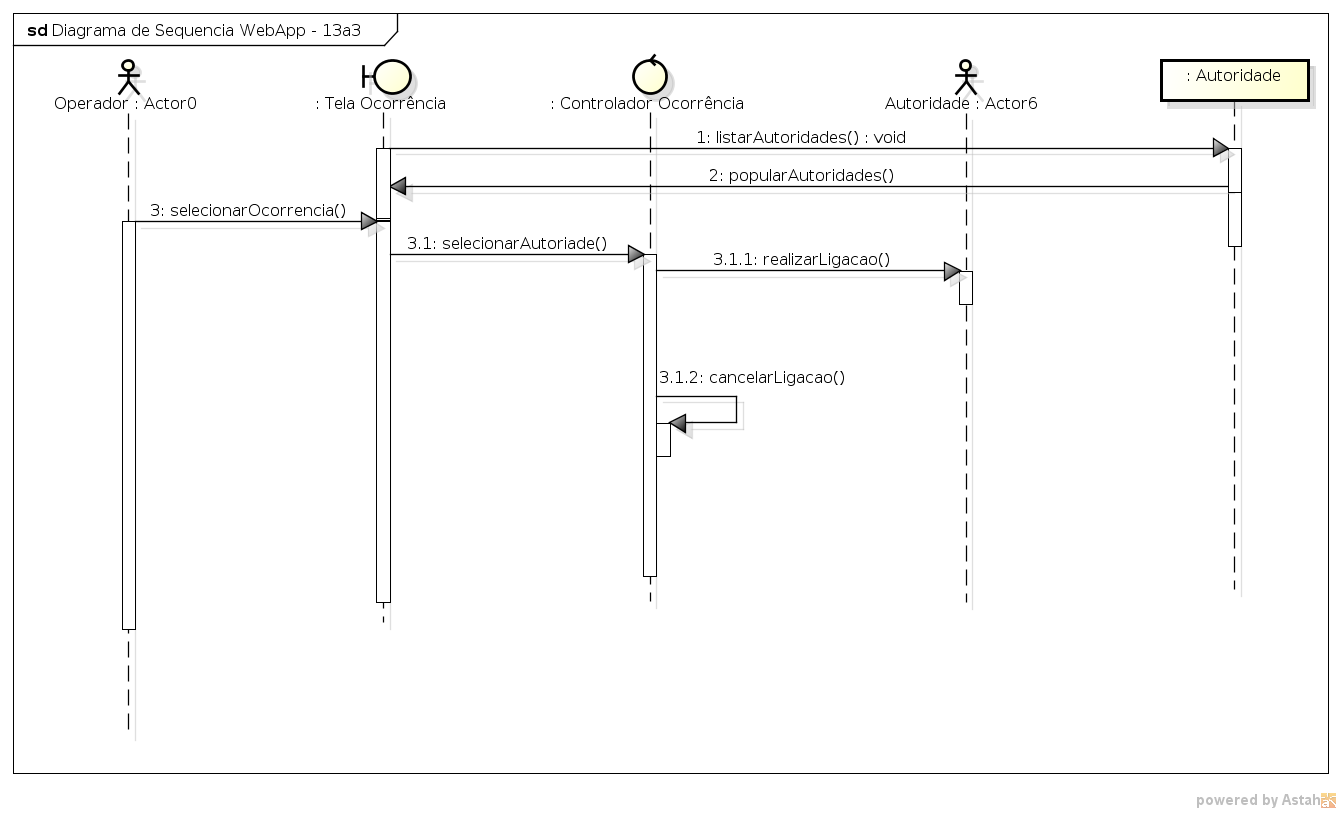 sd Diagrama de Sequencia WebApp - 13a3
Operador : Actor0
: Tela Ocorrência
: Controlador Ocorrência
Autoridade : Actor6
: Autoridade
1: listarAutoridades() : void
2: popularAutoridades()
3: selecionarOcorrencia()
3.1: selecionarAutoriade()
3.1.1: realizarLigacao()
3.1.2: cancelarLigacao()
powered by Astah